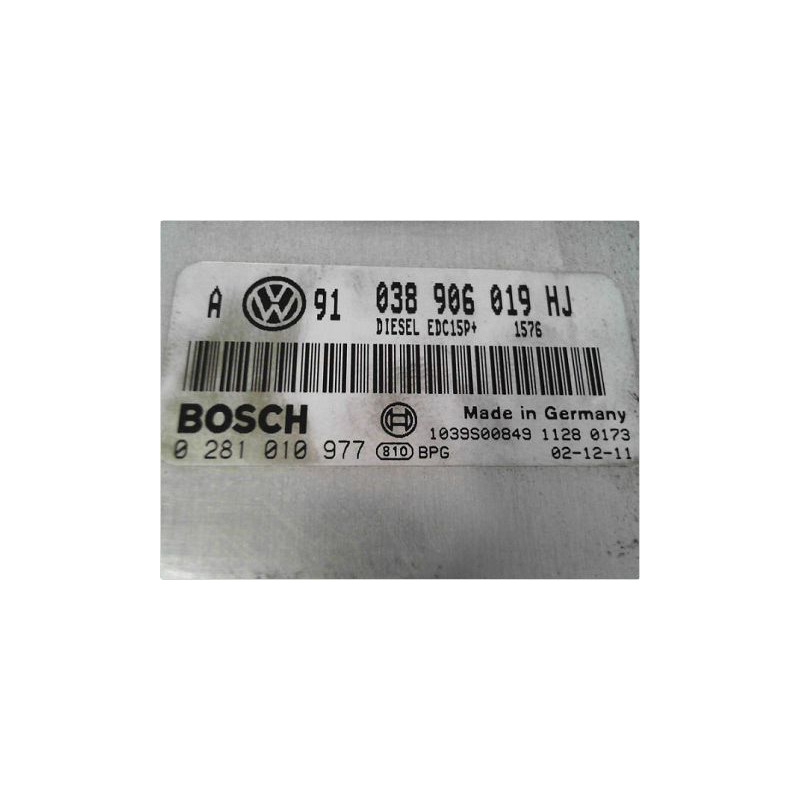 A VW 91 038 906 019 HJ
DIESEL EDC15P+ 1576
BOSCH Made in Germany
1039S00849 1128 0173
0 281 010 977 810 BPG 02-12-11